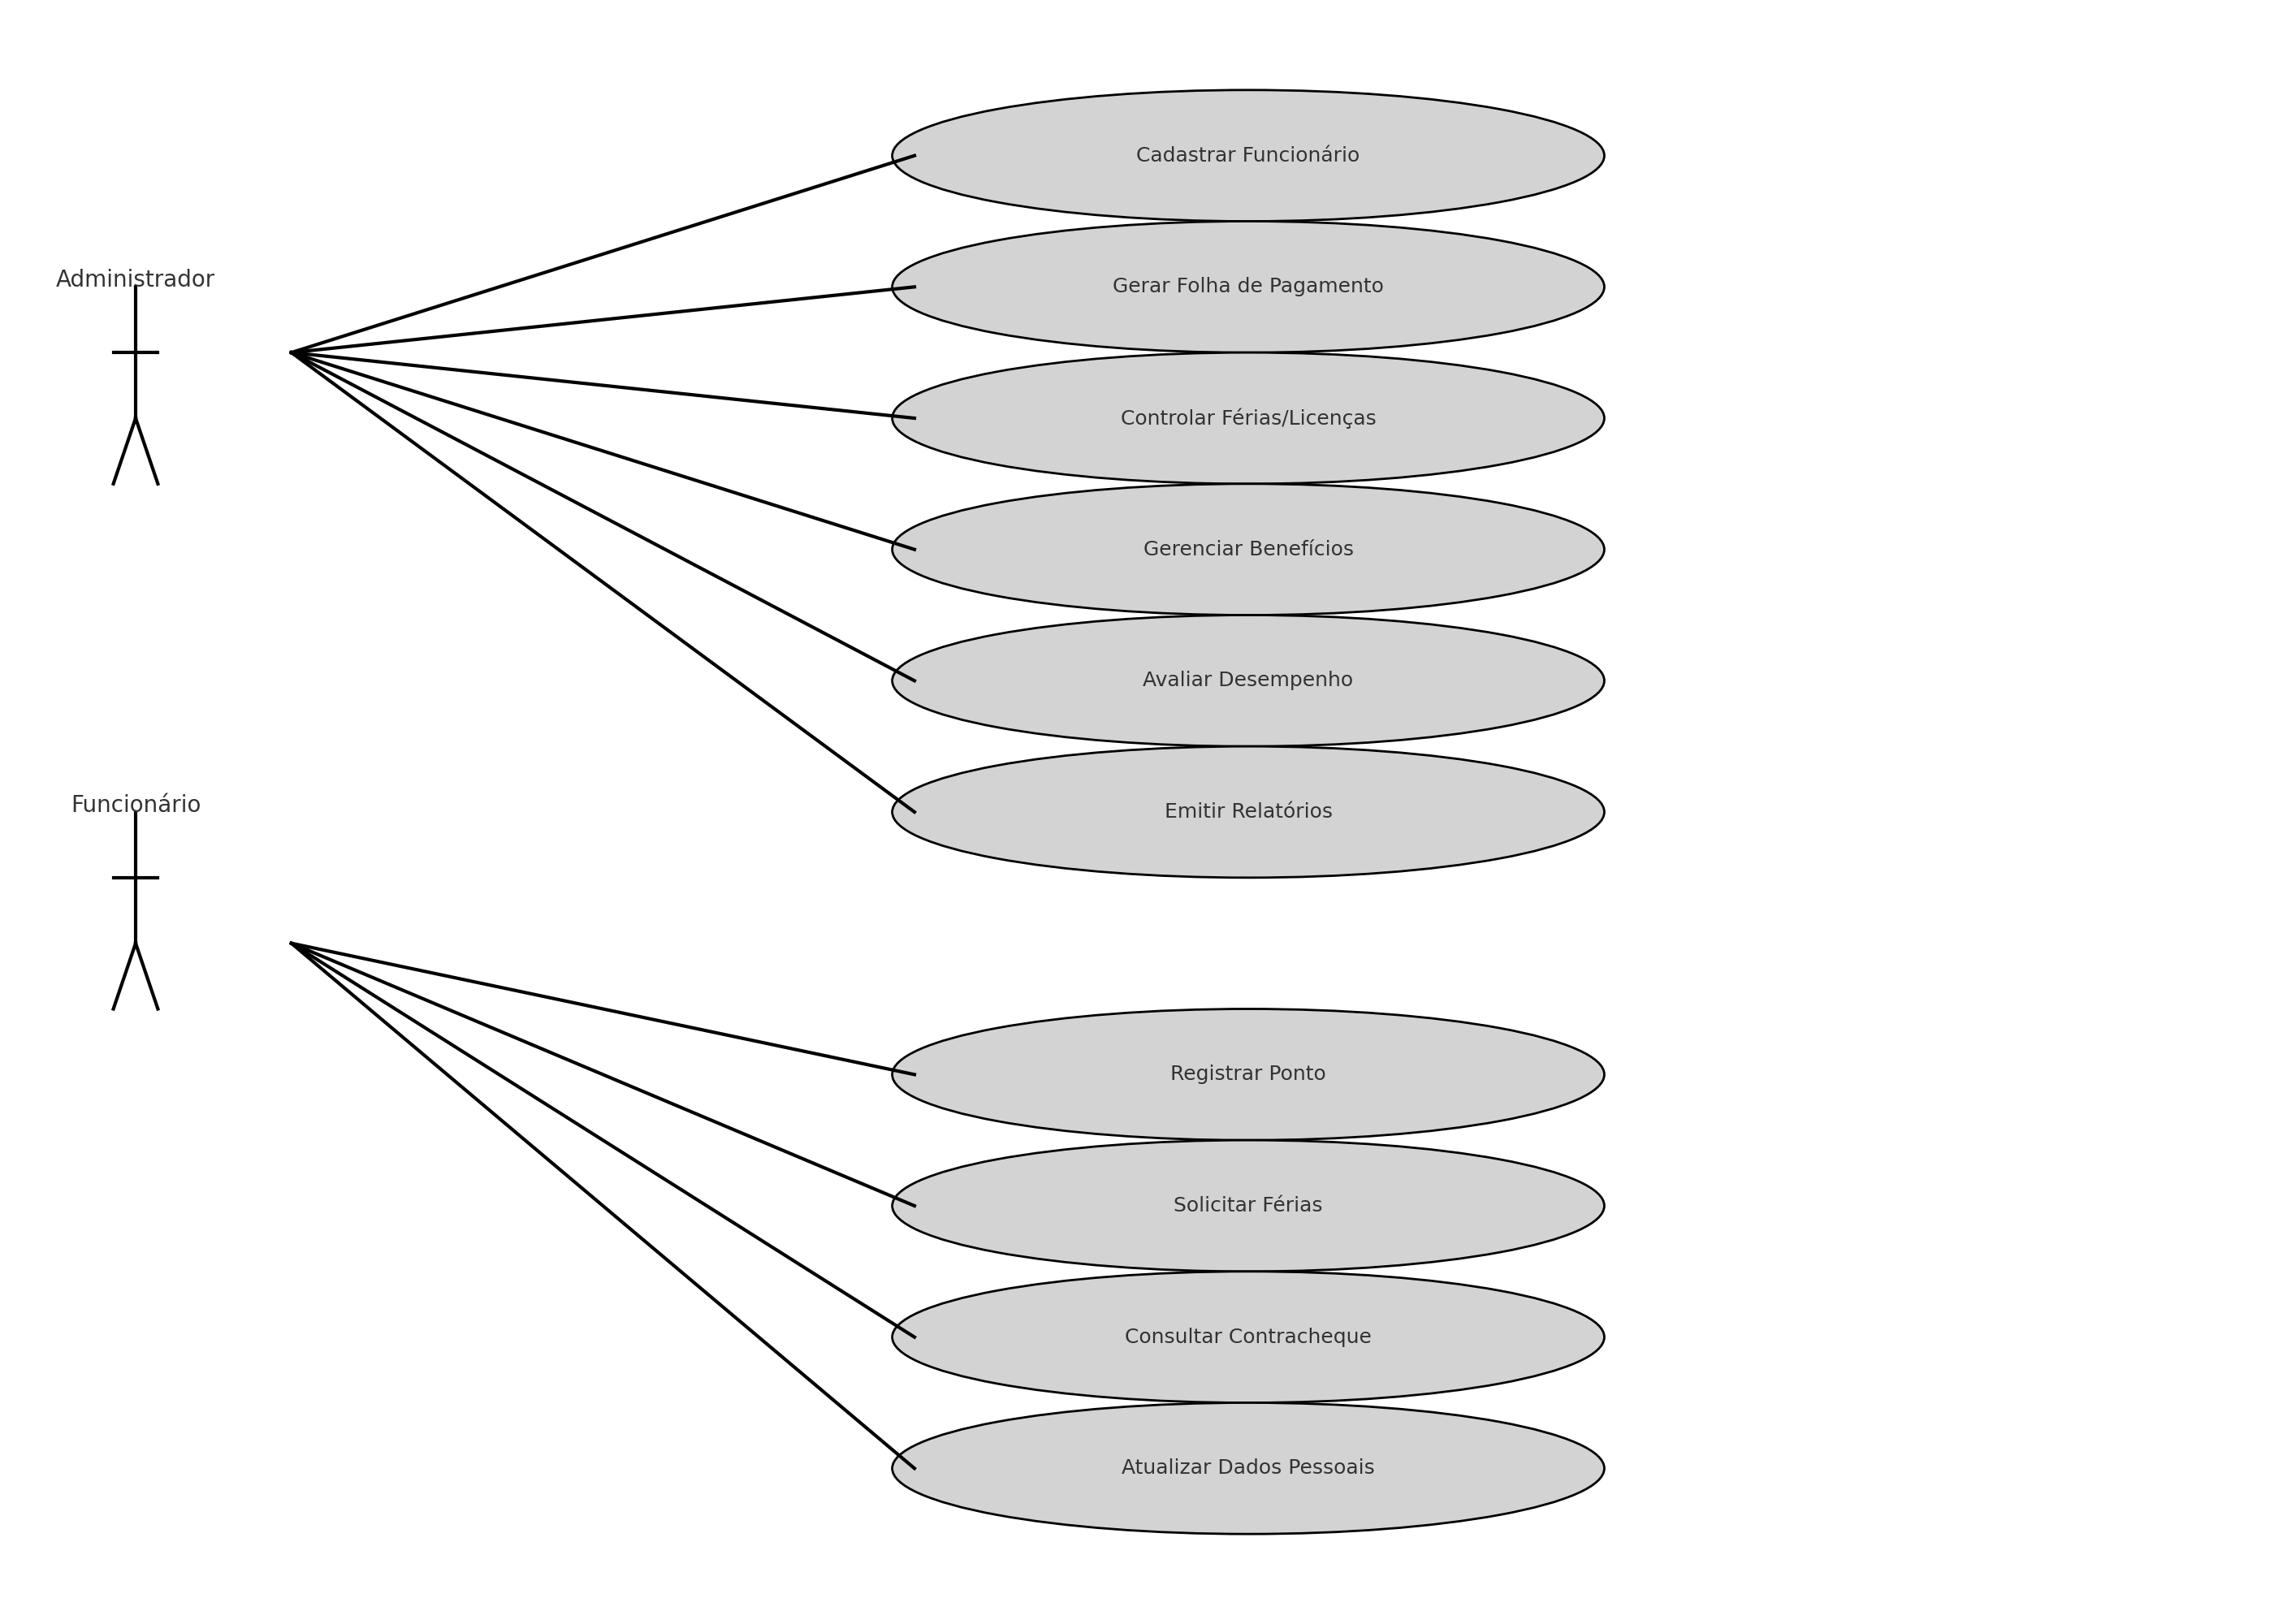 Cadastrar Funcionário
Administrador
Gerar Folha de Pagamento
Controlar Férias/Licenças
Gerenciar Benefícios
Avaliar Desempenho
Funcionário
Emitir Relatórios
Registrar Ponto
Solicitar Férias
Consultar Contracheque
Atualizar Dados Pessoais